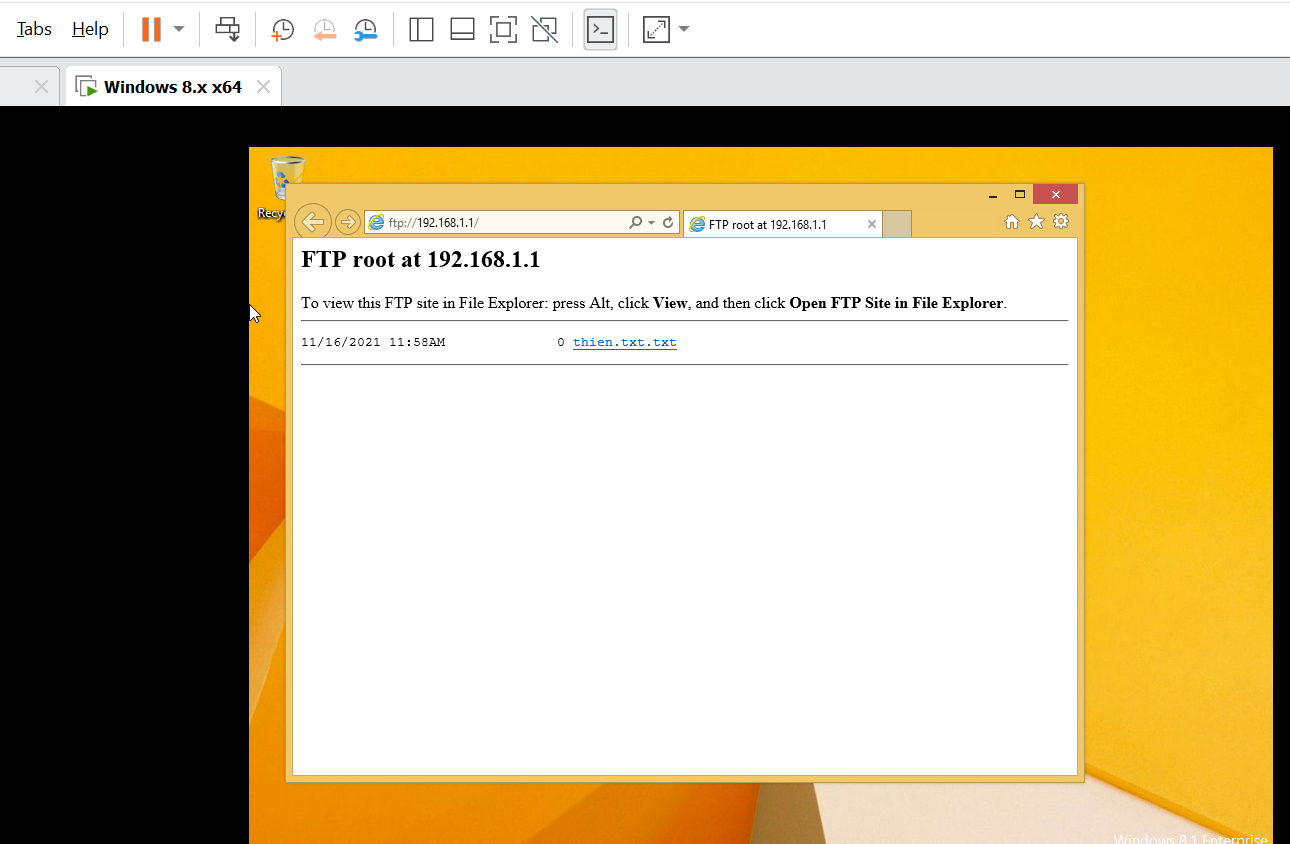 Tabs Help
Windows 8.x x64
ftp://192.168.1.1/
FTP root at 192.168.1.1
FTP root at 192.168.1.1
To view this FTP site in File Explorer: press Alt, click View, and then click Open FTP Site in File Explorer.
11/16/2021 11:58AM 0 thien.txt.txt
Windows 8.1 Enterprise